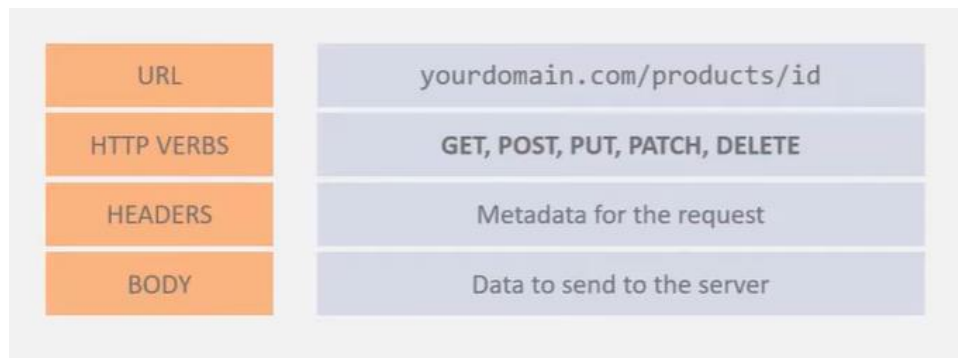 URL
yourdomain.com/products/id
HTTP VERBS
GET, POST, PUT, PATCH, DELETE
HEADERS
Metadata for the request
BODY
Data to send to the server